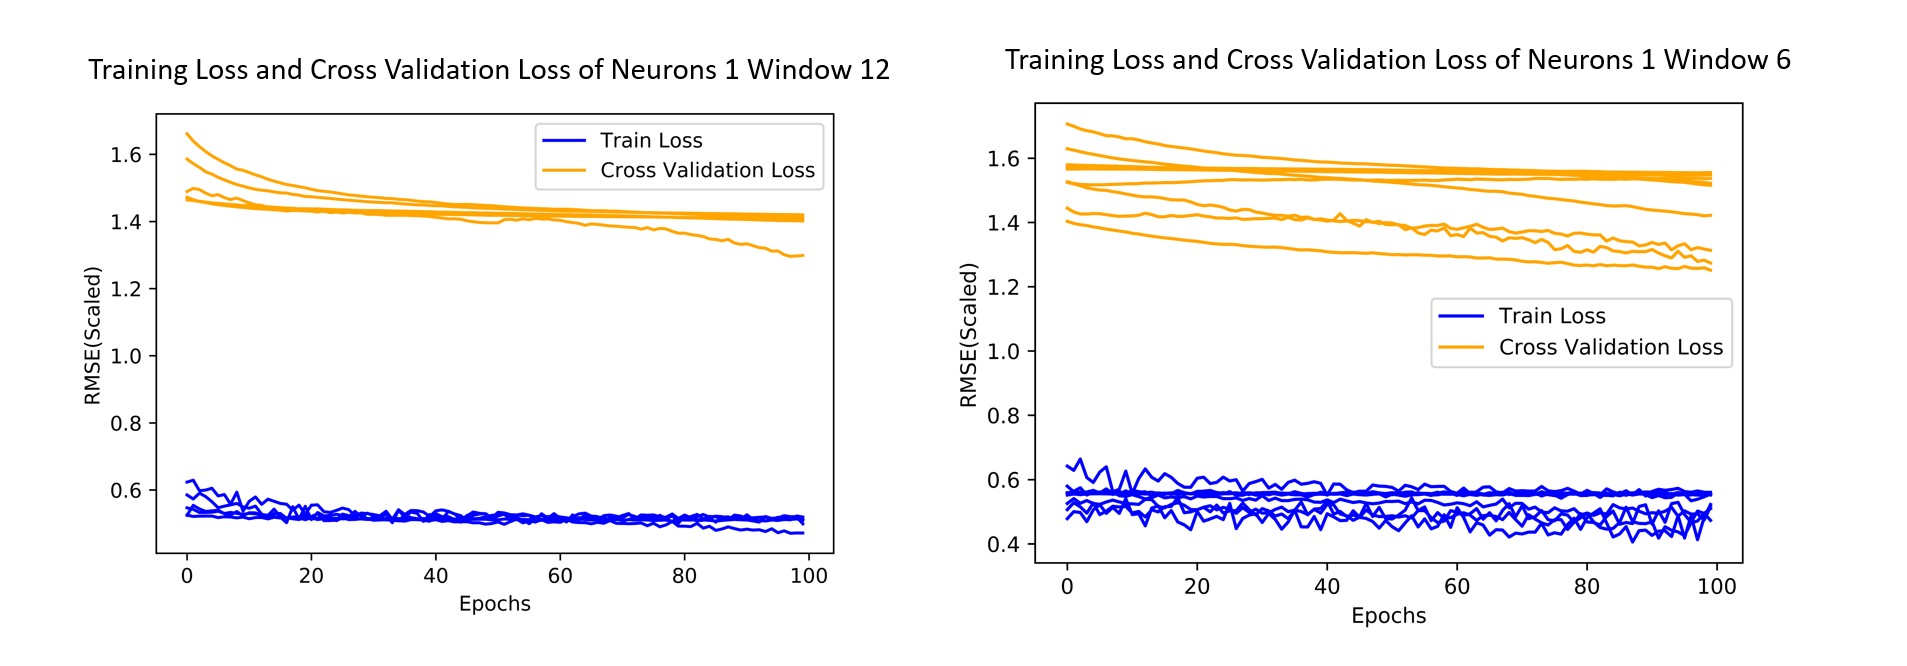 Training Loss and Cross Validation Loss of Neurons 1 Window 12
Train Loss
Cross Validation Loss
1.6
1.4
1.2
1.0
0.8
0.6
RMSE(Scaled)
0 20 40 60 80 100
Epochs
Training Loss and Cross Validation Loss of Neurons 1 Window 6
1.6
1.4
1.2
1.0
0.8
0.6
0.4
RMSE(Scaled)
Train Loss
Cross Validation Loss
0 20 40 60 80 100
Epochs